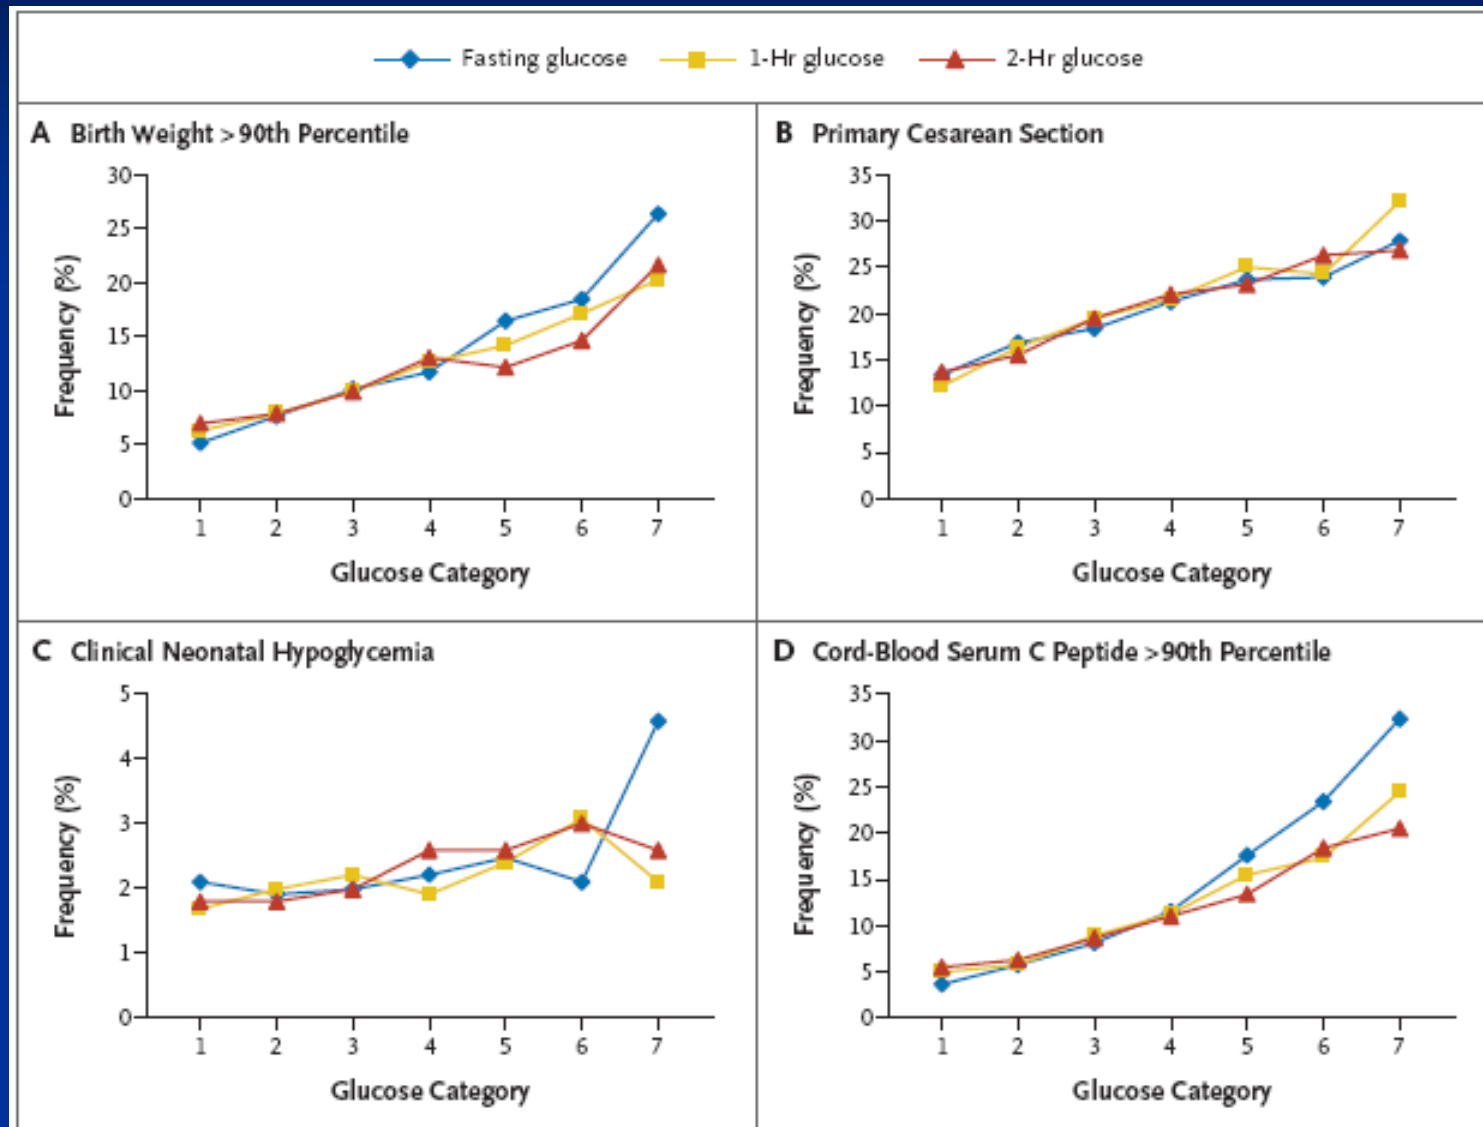 Fasting glucose 1-Hr glucose 2-Hr glucose
A Birth Weight >90th Percentile
30
25
20
15
10
5
0
Frequency (%)
1 2 3 4 5 6 7
Glucose Category
B Primary Cesarean Section
35
30
25
20
15
10
5
0
Frequency (%)
1 2 3 4 5 6 7
Glucose Category
C Clinical Neonatal Hypoglycemia
5
4
3
2
1
0
Frequency (%)
1 2 3 4 5 6 7
Glucose Category
D Cord-Blood Serum C Peptide >90th Percentile
35
30
25
20
15
10
5
0
Frequency (%)
1 2 3 4 5 6 7
Glucose Category